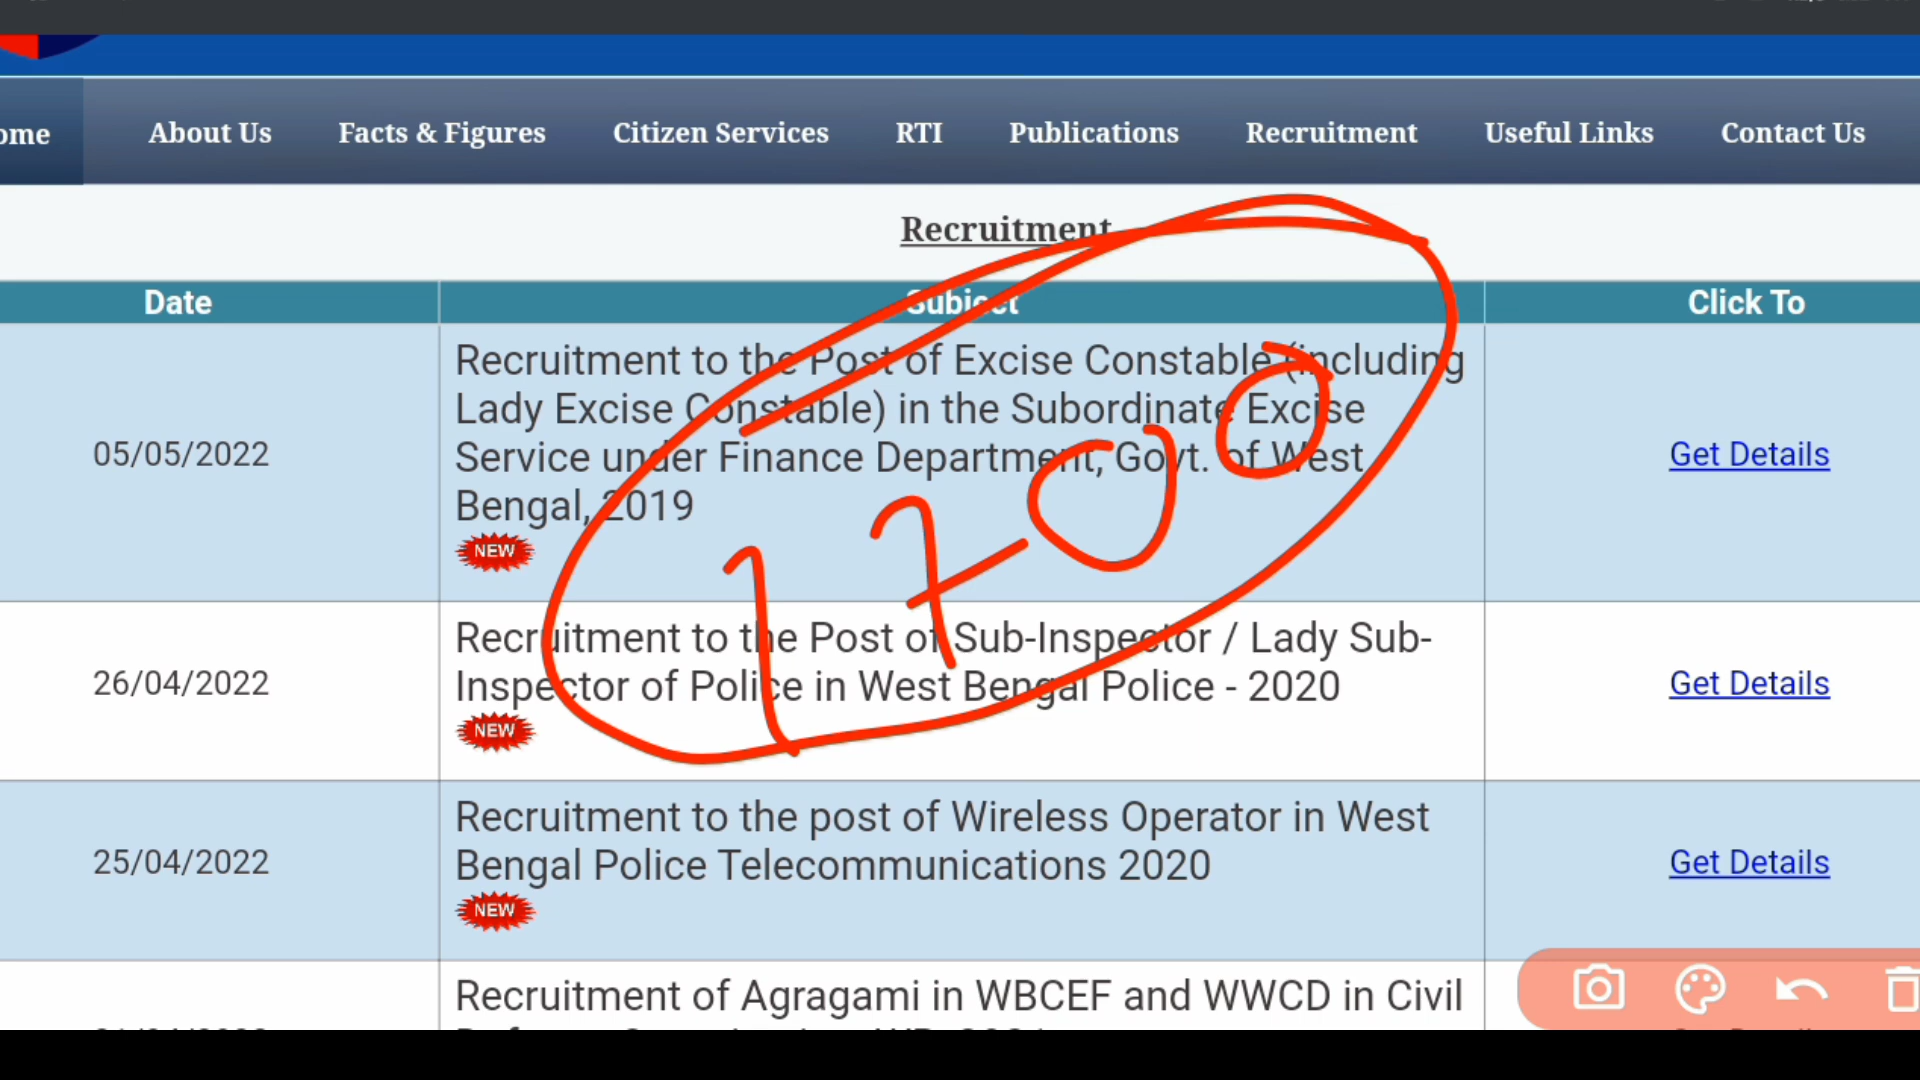 ome About Us Facts & Figures Citizen Services RTI Publications Recruitment Useful Links Contact Us
Recruitment
Date Subject Click To
Recruitment to the Post of Excise Constable (including
Lady Excise Constable) in the Subordinate Excise
05/05/2022 Service under Finance Department, Govt. of West Get Details
Bengal, 2019
NEW
1700
Recruitment to the Post of Sub-Inspector / Lady Sub-
26/04/2022 Inspector of Police in West Bengal Police - 2020 Get Details
NEW
Recruitment to the post of Wireless Operator in West
25/04/2022 Bengal Police Telecommunications 2020 Get Details
NEW
Recruitment of Agragami in WBCEF and WWCD in Civil